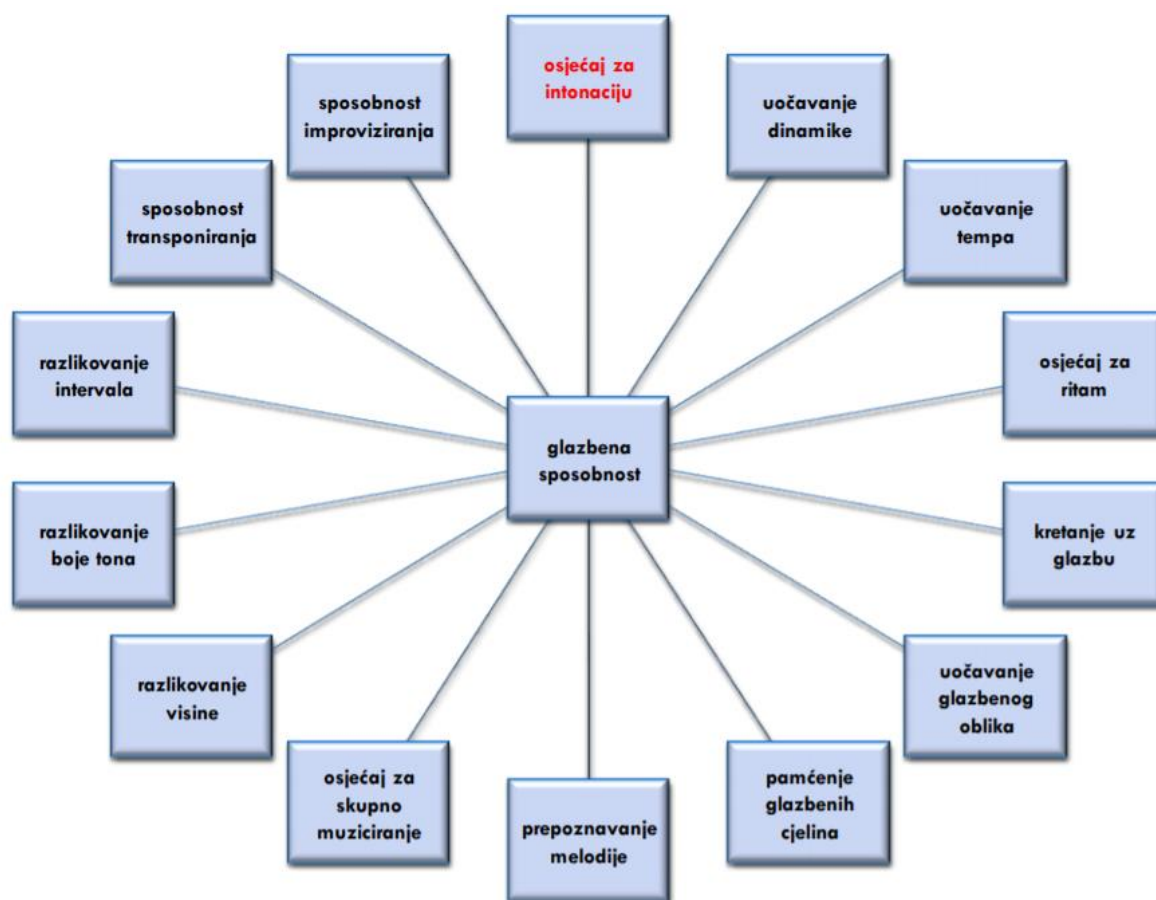 osjećaj za
intonaciju
uočavanje
dinamike
uočavanje
tempa
osjećaj za
ritam
kretanje uz
glazbu
uočavanje
glazbenog
oblika
pamćenje
glazbenih
cjelina
prepoznavanje
melodije
osjećaj za
skupno
muziciranje
razlikovanje
visine
razlikovanje
boje tona
razlikovanje
intervala
sposobnost
transponiranja
sposobnost
improviziranja
glazbena
sposobnost